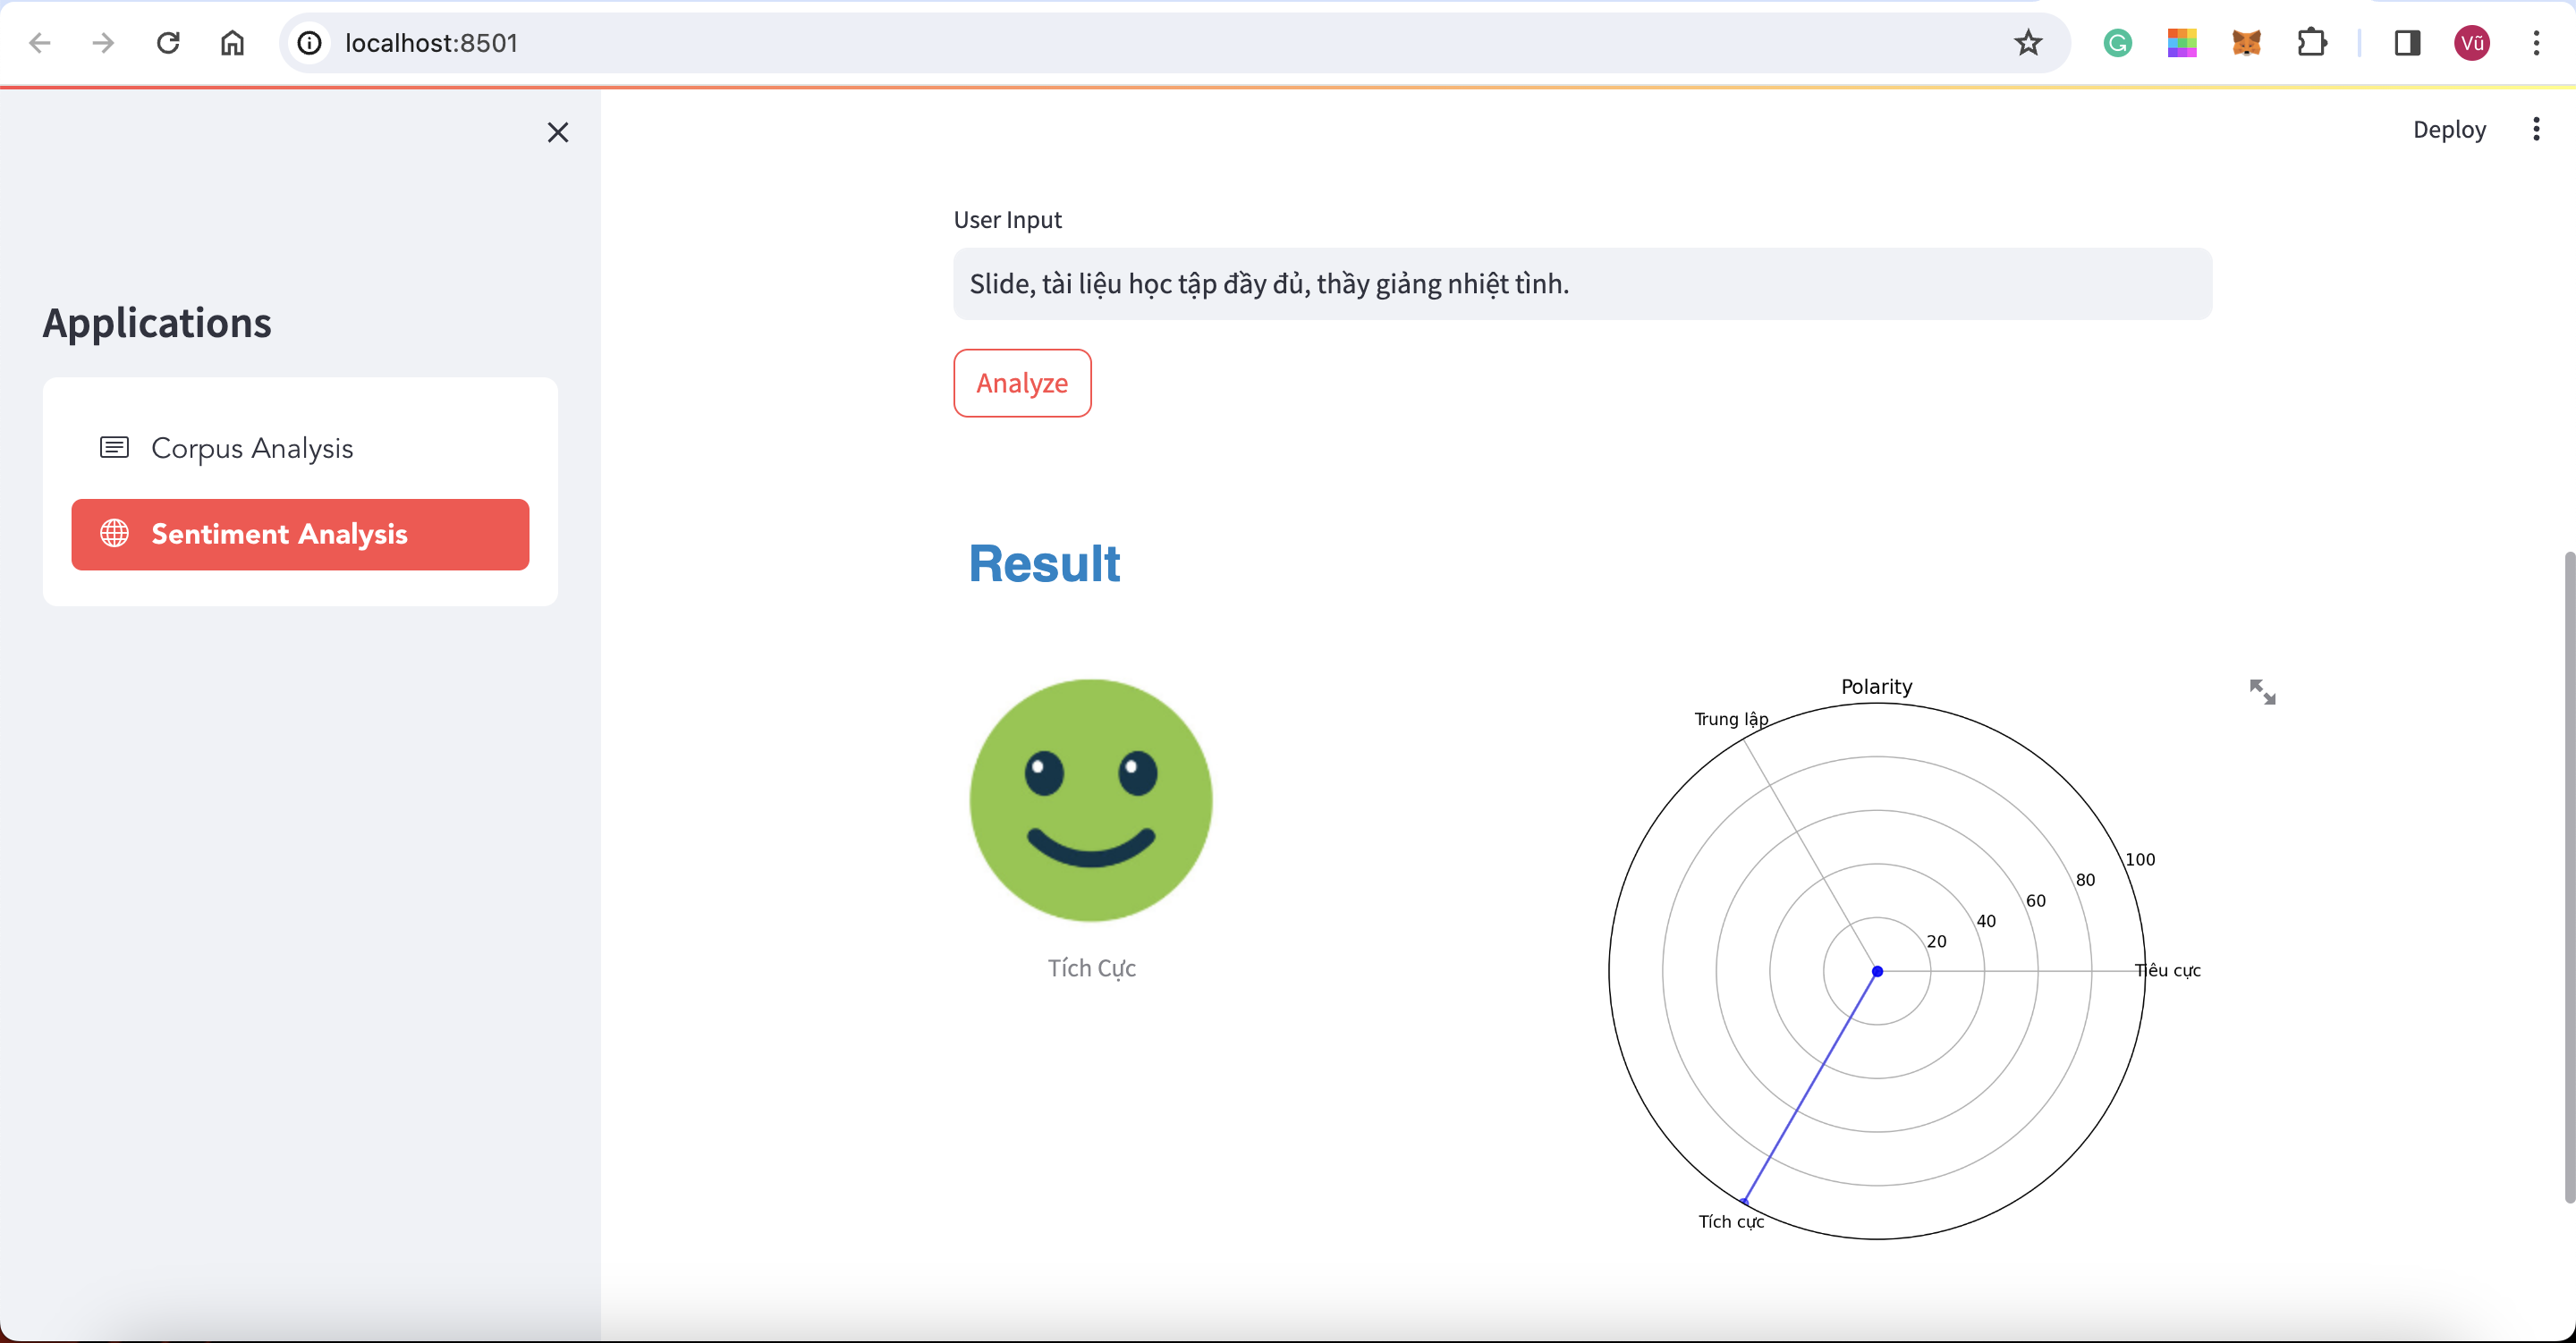 localhost:8501
Vũ
Deploy
Applications
Corpus Analysis
Sentiment Analysis
User Input
Slide, tài liệu học tập đầy đủ, thầy giảng nhiệt tình.
Analyze
Result
Tích Cực
Polarity
Trung lập
100
80
60
40
20
Tiêu cực
Tích cực